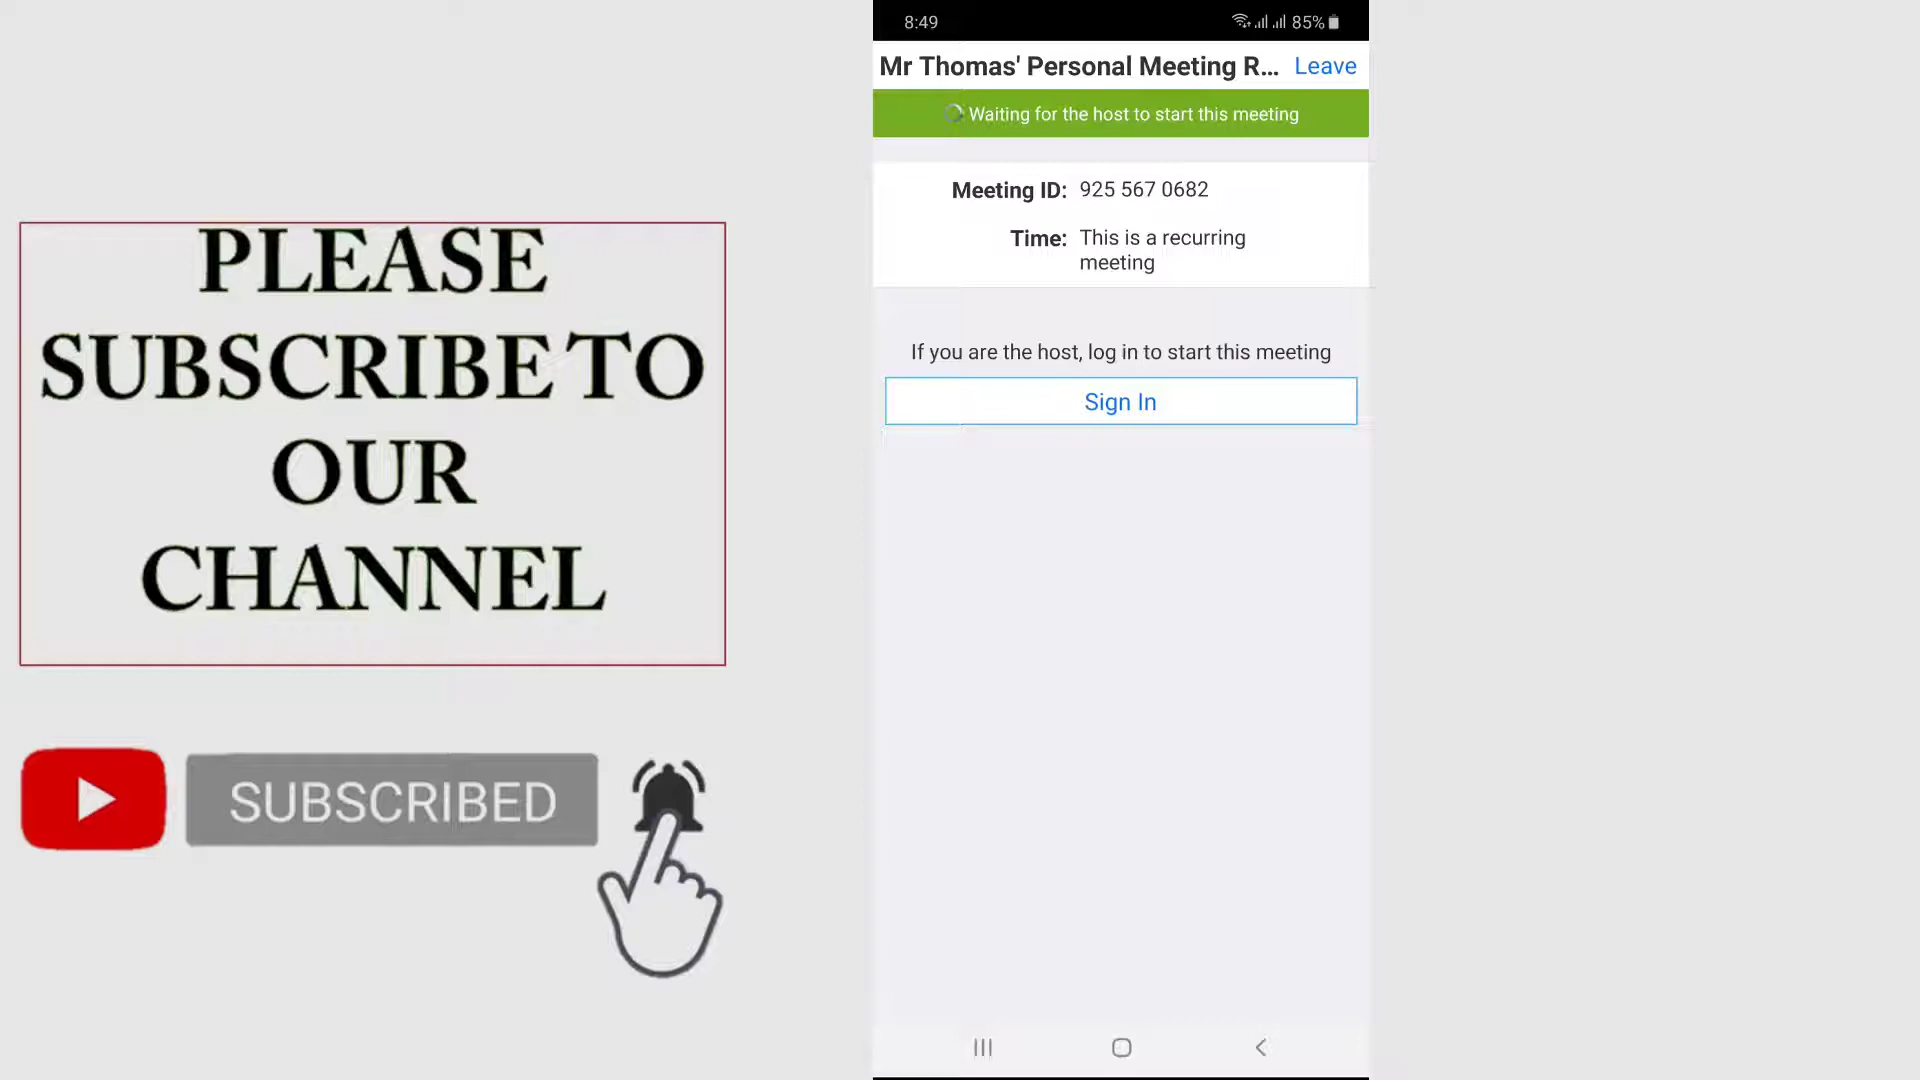 PLEASE
SUBSCRIBE TO
OUR
CHANNEL
SUBSCRIBED
8:49
85%
Mr Thomas' Personal Meeting R...
Leave
Waiting for the host to start this meeting
Meeting ID: 925 567 0682
Time: This is a recurring
meeting
If you are the host, log in to start this meeting
Sign In